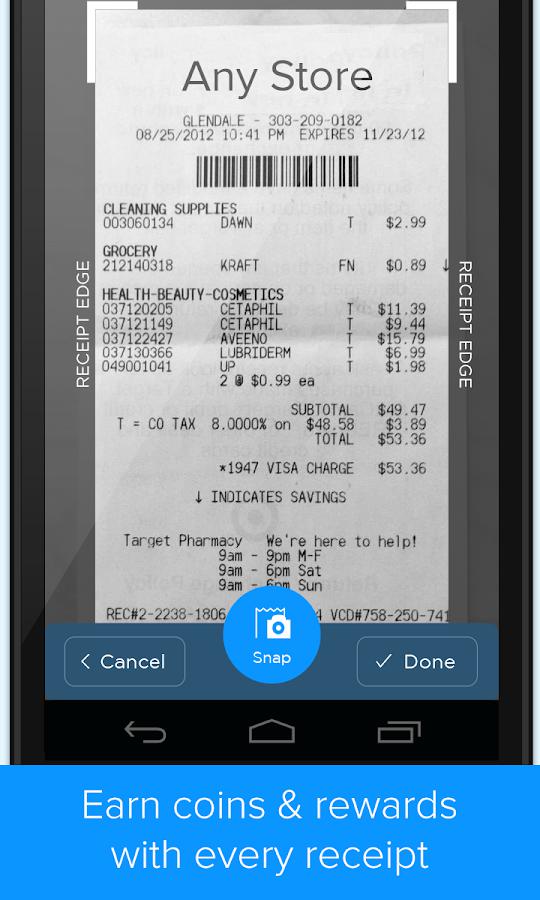 Any Store
GLENDALE - 303-209-0182
08/25/2012 10:41 PM EXPIRES 11/23/12
CLEANING SUPPLIES
003060134 DAWN T $2.99
GROCERY
212140318 KRAFT FN $0.89 ↓
HEALTH-BEAUTY-COSMETICS
037120205 CETAPHIL T $11.39
037121149 CETAPHIL T $9.44
037122427 AVEENO T $15.79
037130366 LUBRIDERM T $6.99
049001041 UP T $1.98
2 @ $0.99 ea
SUBTOTAL $49.47
T = CO TAX 8.0000% on $48.58 $3.89
TOTAL $53.36
*1947 VISA CHARGE $53.36
↓ INDICATES SAVINGS
Target Pharmacy We're here to help!
9am - 9pm M-F
9am - 6pm Sat
9am - 6pm Sun
REC#2-2238-1806 4 VCD#758-250-741
RECEIPT EDGE
RECEIPT EDGE
Cancel
Snap
Done
Earn coins & rewards
with every receipt